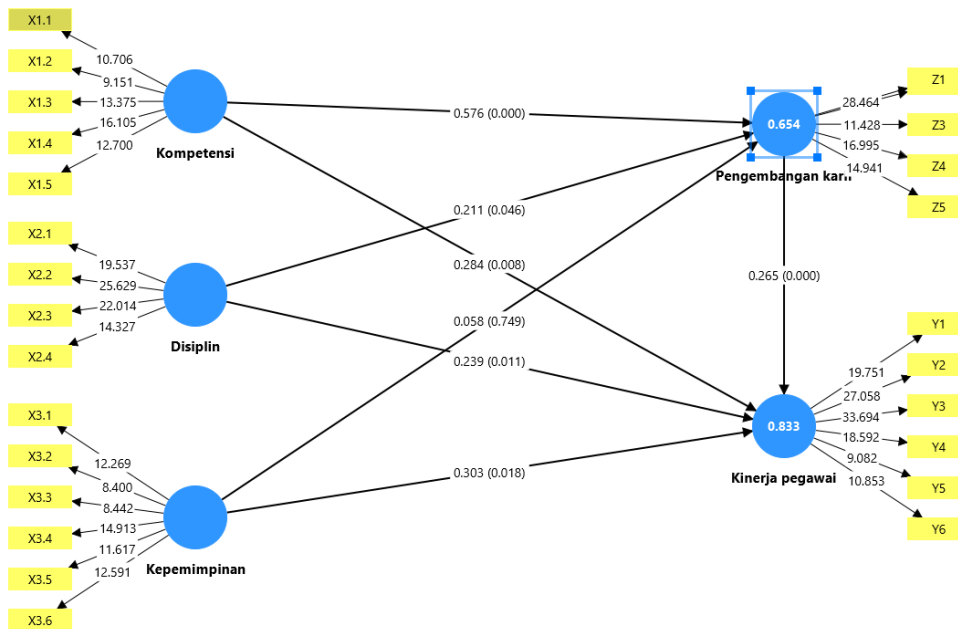 X1.1
X1.2
X1.3
X1.4
X1.5
10.706
9.151
13.375
16.105
12.700
Kompetensi
X2.1
X2.2
X2.3
X2.4
19.537
25.629
22.014
14.327
Disiplin
X3.1
X3.2
X3.3
X3.4
X3.5
X3.6
12.269
8.400
8.442
14.913
11.617
12.591
Kepemimpinan
0.576 (0.000)
0.211 (0.046)
0.284 (0.008)
0.058 (0.749)
0.239 (0.011)
0.303 (0.018)
0.265 (0.000)
0.654
Pengembangan
28.464
11.428
16.995
14.941
Z1
Z3
Z4
Z5
0.833
Kinerja pegawai
19.751
27.058
33.694
18.592
9.082
10.853
Y1
Y2
Y3
Y4
Y5
Y6